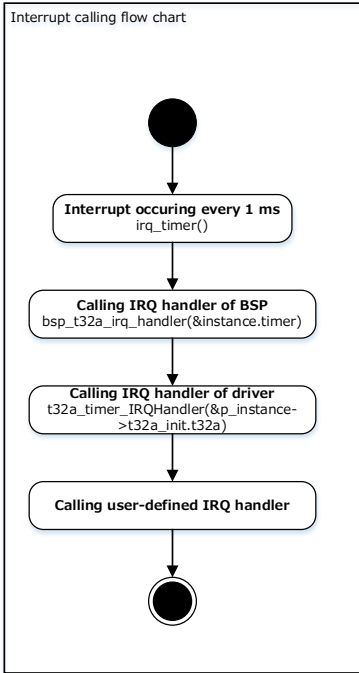 Interrupt calling flow chart
Interrupt occuring every 1 ms
irq_timer()
Calling IRQ handler of BSP
bsp_t32a_irq_handler(&instance.timer)
Calling IRQ handler of driver
t32a_timer_IRQHandler(&p_instance-
>t32a_init.t32a)
Calling user-defined IRQ handler